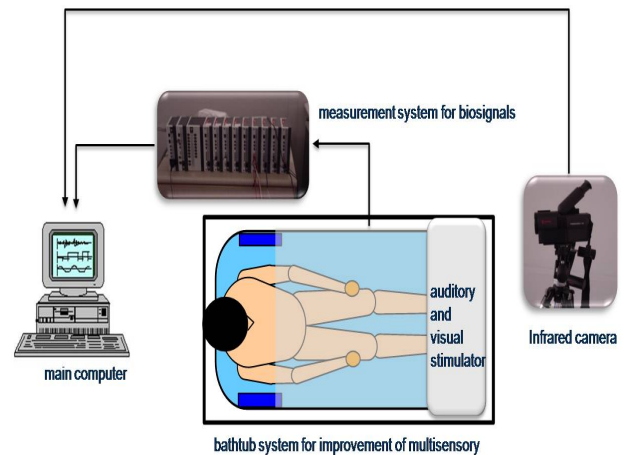 measurement system for biosignals
auditory
and
visual
stimulator
Infrared camera
main computer
bathtub system for improvement of multisensory